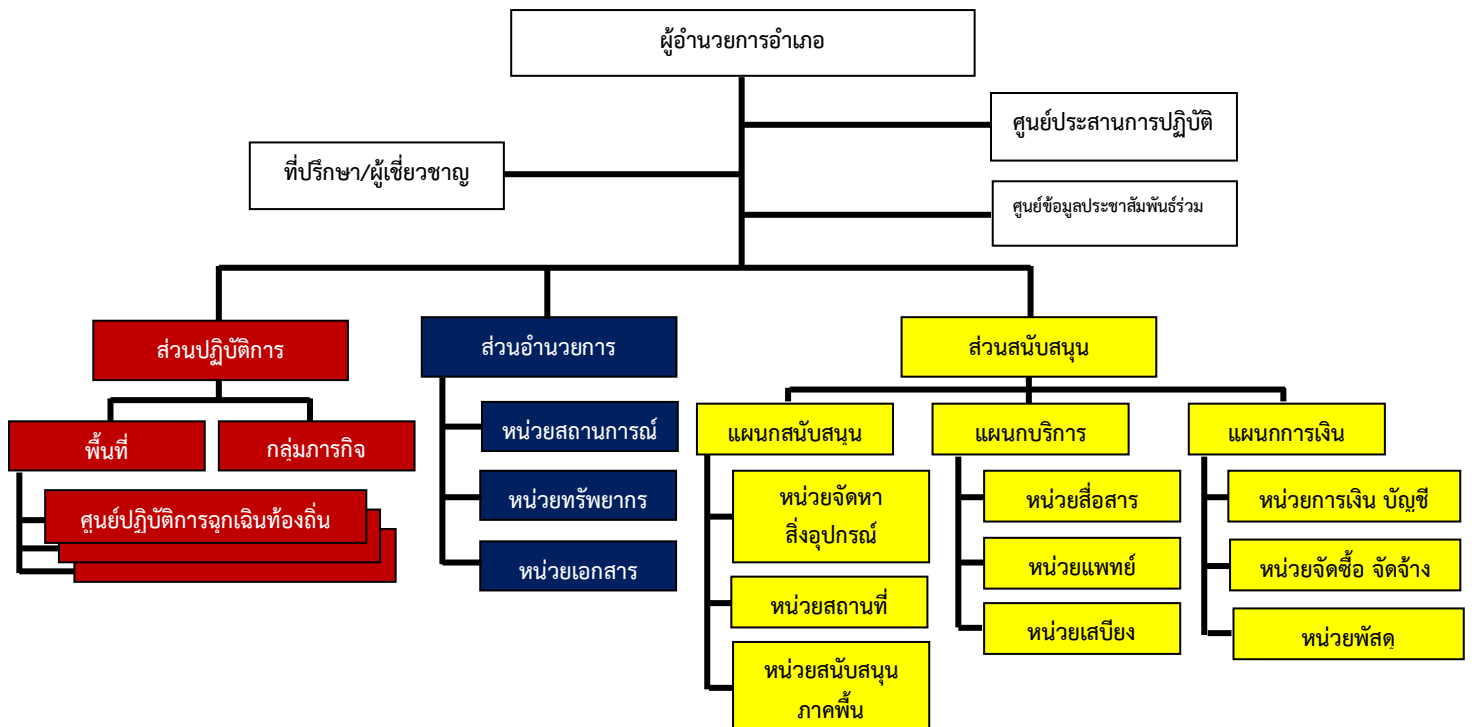 ผู้อำนวยการอำเภอ
ศูนย์ประสานการปฏิบัติ
ที่ปรึกษา/ผู้เชี่ยวชาญ
ศูนย์ข้อมูลประชาสัมพันธ์ร่วม
ส่วนปฏิบัติการ
ส่วนอำนวยการ
ส่วนสนับสนุน
พื้นที่
กลุ่มภารกิจ
ศูนย์ปฏิบัติการฉุกเฉินท้องถิ่น
หน่วยสถานการณ์
หน่วยทรัพยากร
หน่วยเอกสาร
แผนกสนับสนุน
หน่วยจัดหา
สิ่งอุปกรณ์
หน่วยสถานที่
หน่วยสนับสนุน
ภาคพื้น
แผนกบริการ
หน่วยสื่อสาร
หน่วยแพทย์
หน่วยเสบียง
แผนกการเงิน
หน่วยการเงิน บัญชี
หน่วยจัดซื้อ จัดจ้าง
หน่วยพัสดุ